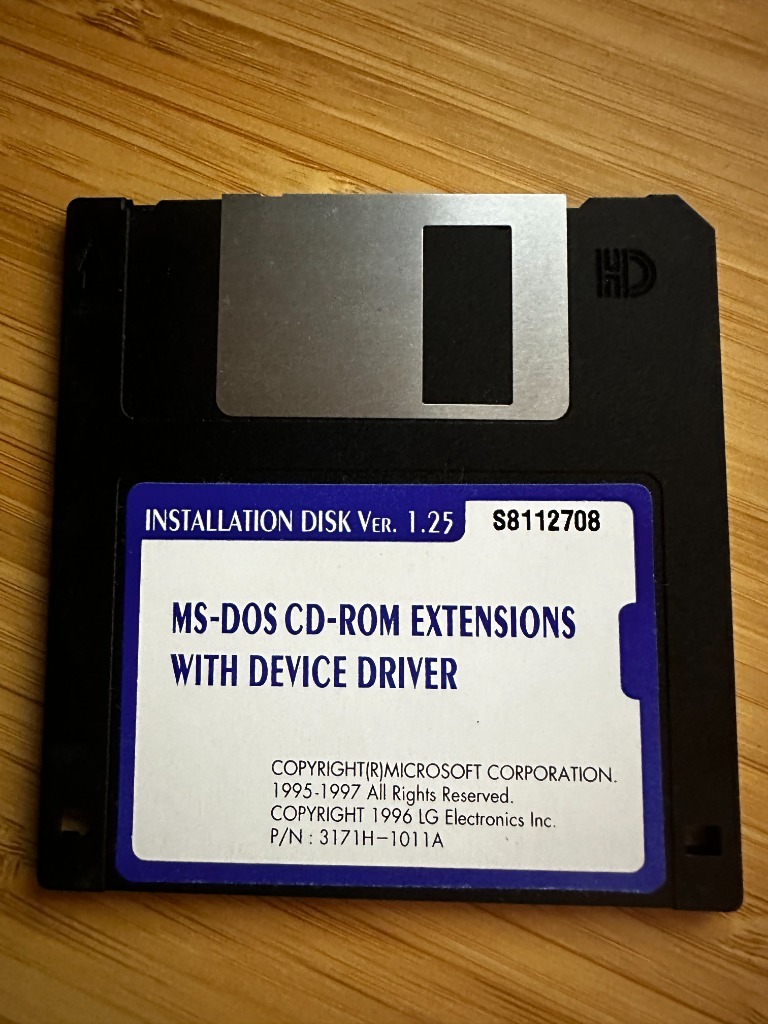 HD
INSTALLATION DISK VER. 1.25
S8112708
MS-DOS CD-ROM EXTENSIONS
WITH DEVICE DRIVER
COPYRIGHT(R)MICROSOFT CORPORATION.
1995-1997 All Rights Reserved.
COPYRIGHT 1996 LG Electronics Inc.
P/N : 3171H-1011A